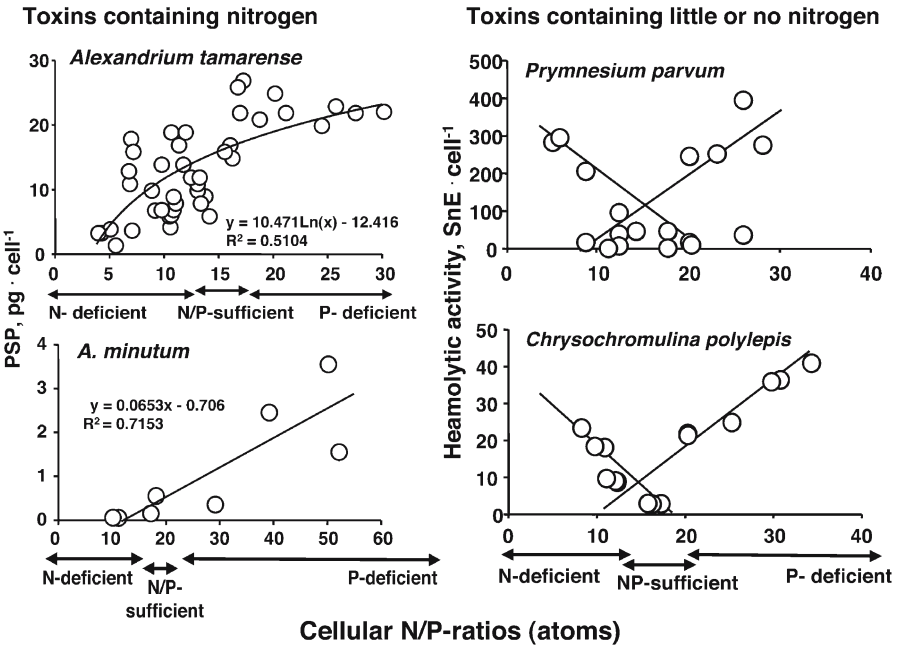 Toxins containing nitrogen
Toxins containing little or no nitrogen
PSP, pg · cell-1
Alexandrium tamarense
30
20
10
0
y = 10.471Ln(x) - 12.416
R2 = 0.5104
0 5 10 15 20 25 30
N- deficient N/P-sufficient P- deficient
A. minutum
4
3
2
1
0
y = 0.0653x - 0.706
R2 = 0.7153
0 10 20 30 40 50 60
N-deficient N/P- P-deficient
sufficient
Heamolytic activity, SnE · cell-1
Prymnesium parvum
500
400
300
200
100
0
0 10 20 30 40
Chrysochromulina polylepis
50
40
30
20
10
0
0 10 20 30 40
N-deficient NP-sufficient P- deficient
Cellular N/P-ratios (atoms)